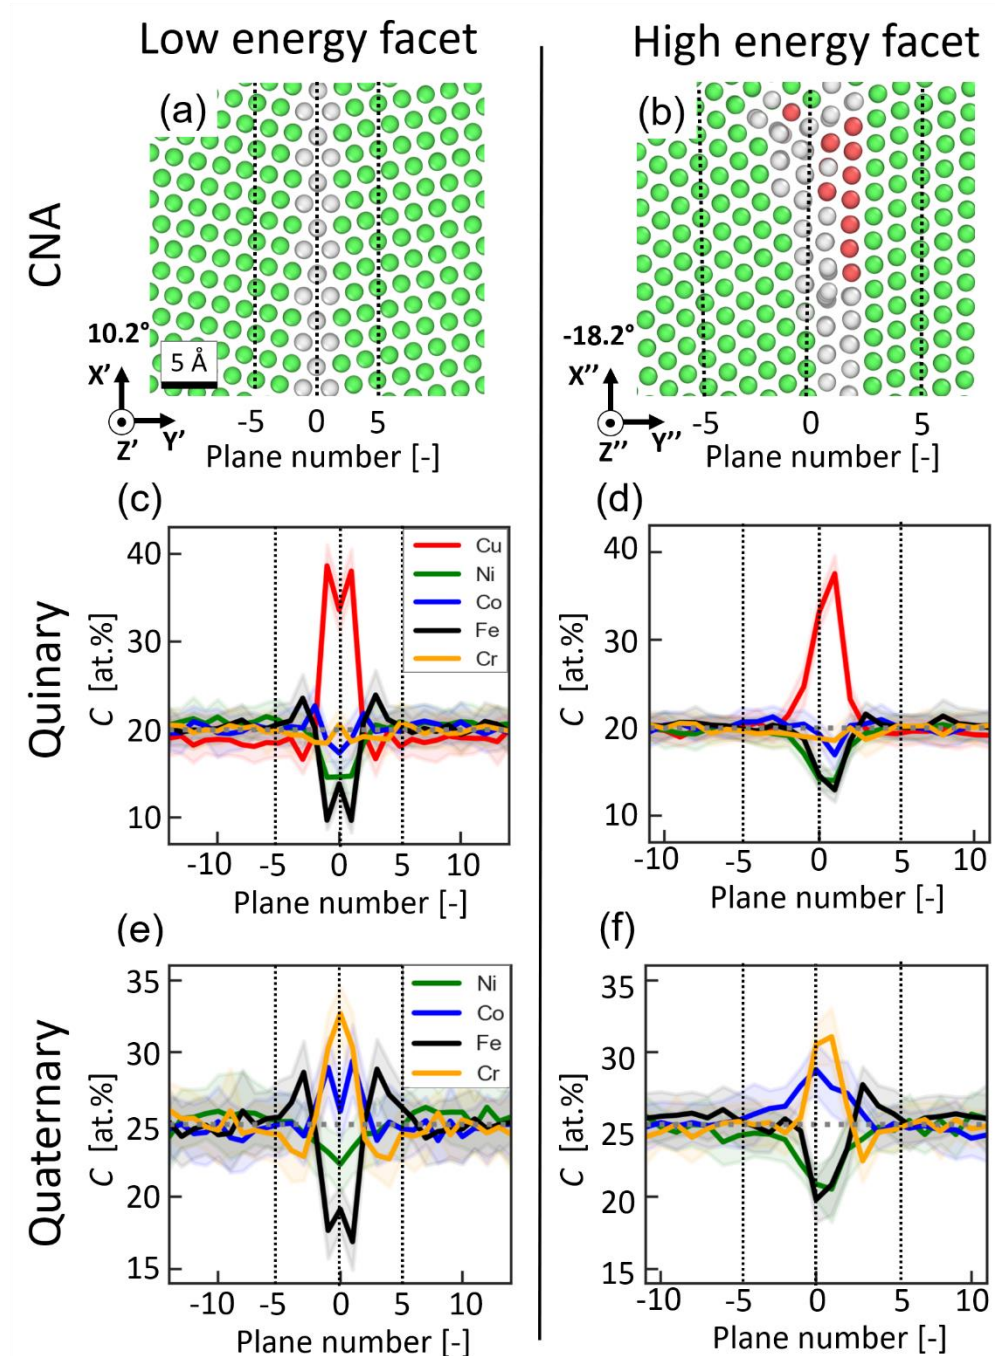 Low energy facet
High energy facet
CNA
(a)
(b)
10.2°
X'
5 Å
Z' Y'
-5 0 5
Plane number [-]
-18.2°
X''
Z'' Y''
-5 0 5
Plane number [-]
Quinary
(c)
40
30
20
10
C [at.%]
Cu
Ni
Co
Fe
Cr
-10 -5 0 5 10
Plane number [-]
(d)
40
30
20
10
C [at.%]
-10 -5 0 5 10
Plane number [-]
Quaternary
(e)
35
30
25
20
15
C [at.%]
Ni
Co
Fe
Cr
-10 -5 0 5 10
Plane number [-]
(f)
35
30
25
20
15
C [at.%]
-10 -5 0 5 10
Plane number [-]